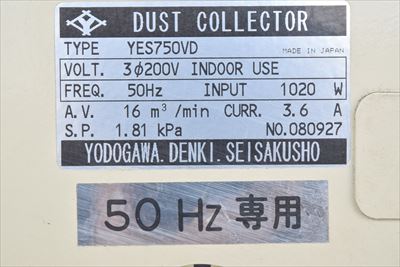 DUST COLLECTOR
TYPE YES750VD MADE IN JAPAN
VOLT. 3φ200V INDOOR USE
FREQ. 50Hz INPUT 1020 W
A.V. 16 m³/min CURR. 3.6 A
S.P. 1.81 kPa NO.080927
YODOGAWA.DENKI.SEISAKUSHO
50 Hz 専用